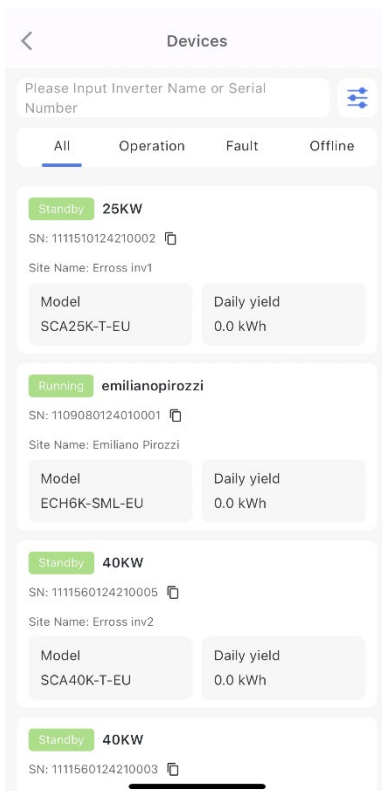 Devices
Please Input Inverter Name or Serial
Number
All Operation Fault Offline
Standby 25KW
SN: 1111510124210002
Site Name: Erross inv1
Model Daily yield
SCA25K-T-EU 0.0 kWh
Running emilianopirozzi
SN: 1109080124010001
Site Name: Emiliano Pirozzi
Model Daily yield
ECH6K-SML-EU 0.0 kWh
Standby 40KW
SN: 1111560124210005
Site Name: Erross inv2
Model Daily yield
SCA40K-T-EU 0.0 kWh
Standby 40KW
SN: 1111560124210003